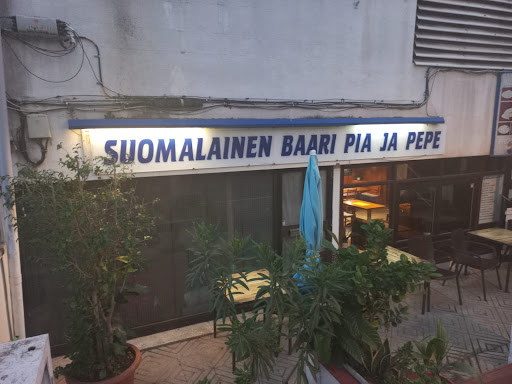 SUOMALAINEN BAARI PIA JA PEPE